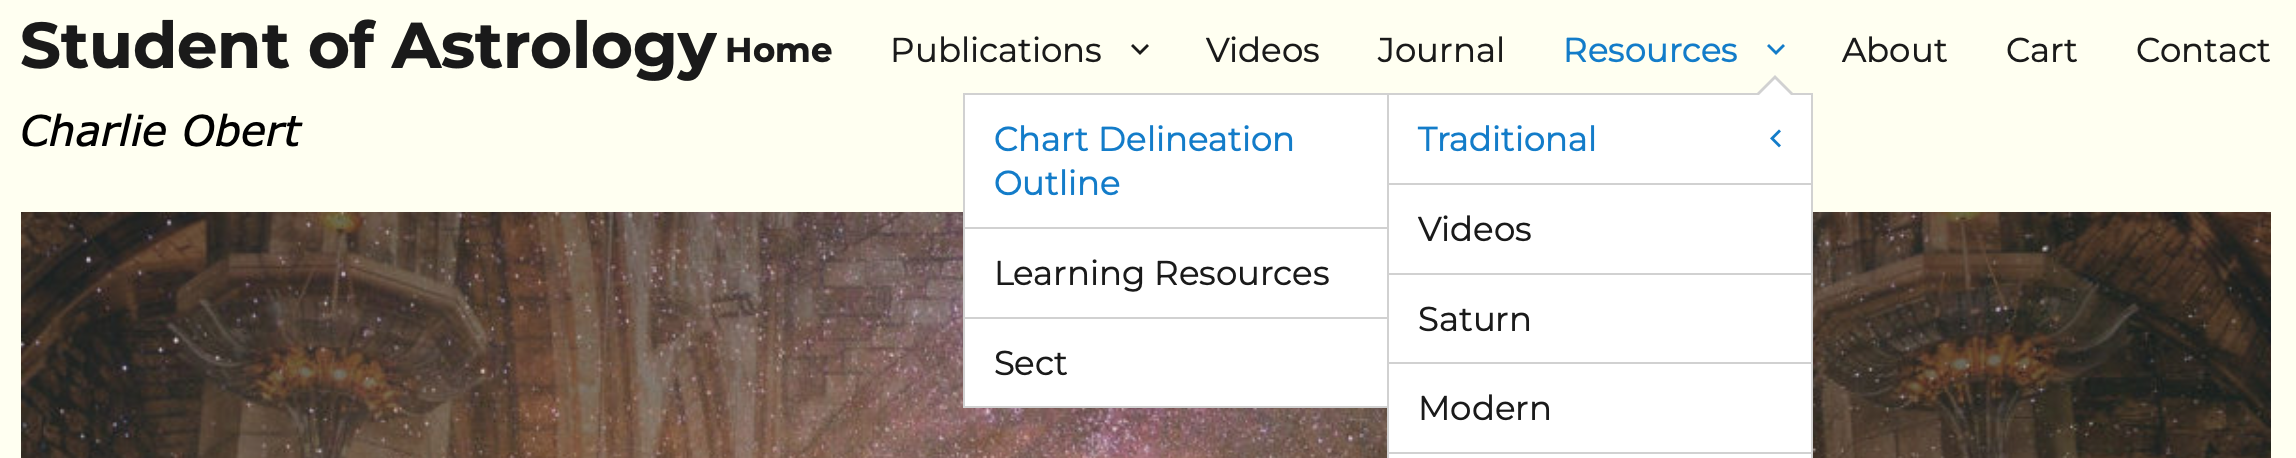 Student of Astrology
Home Publications Videos Journal Resources About Cart Contact
Charlie Obert
Chart Delineation
Outline
Learning Resources
Sect
Traditional
Videos
Saturn
Modern